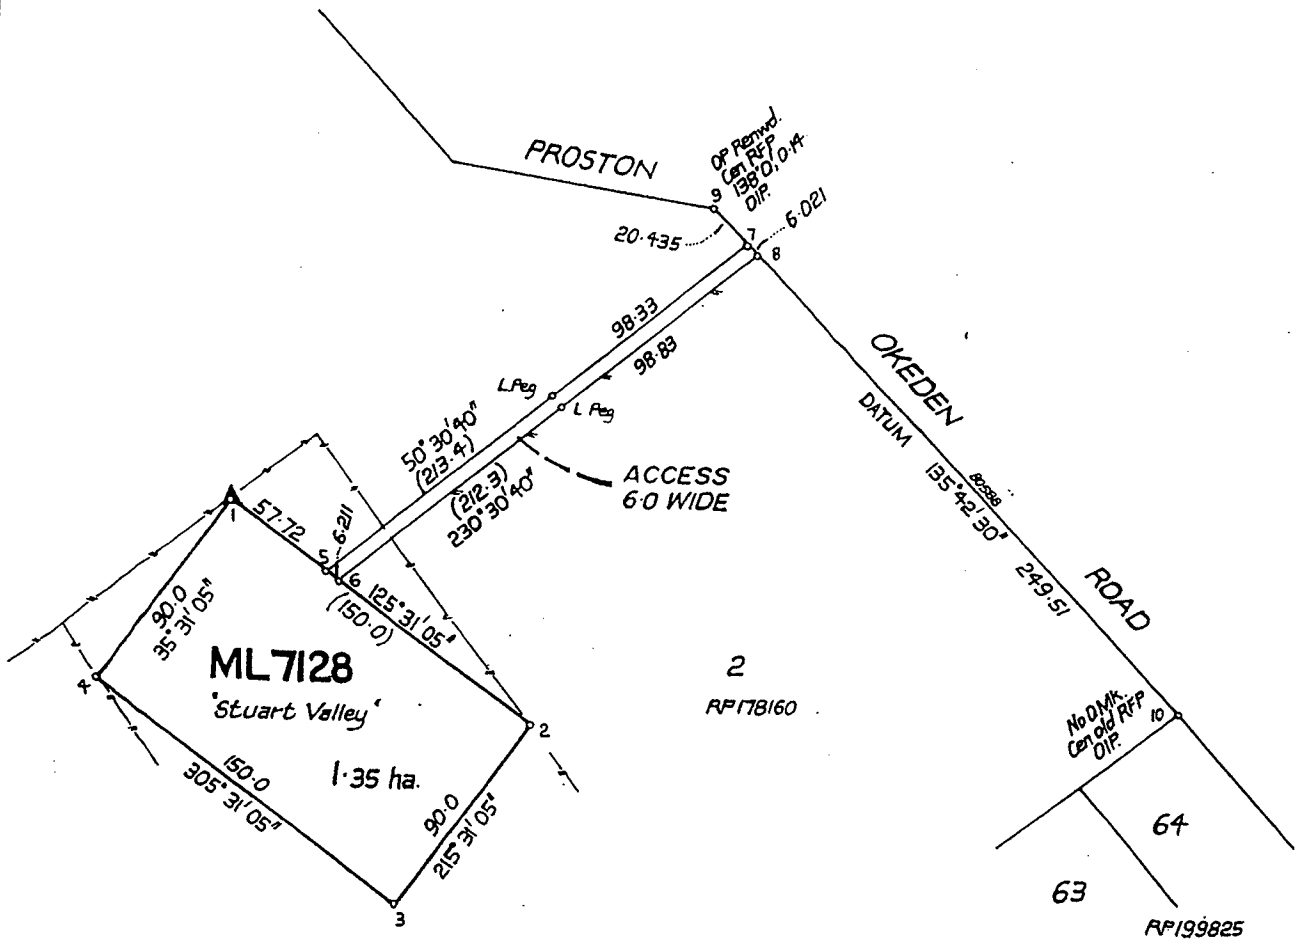 PROSTON
OP Renwd.
Cen RFP
138°0', 0.14
OIP.
9
20.435
7
6.021
8
98.33
98.83
L.Peg
L Peg
OKEDEN
DATUM
80588
135°42'30"
249.51
ROAD
50°30'40"
(213.4)
(212.3)
230°30'40"
ACCESS
6.0 WIDE
1
57.72
5
6.211
6
125°31'05"
(150.0)
90.0
35°31'05"
ML7128
'Stuart Valley'
1.35 ha.
4
2
150.0
305°31'05"
90.0
215°31'05"
3
2
RP178160
No O.Mk.
Cen old RFP
OIP.
10
64
63
RP199825